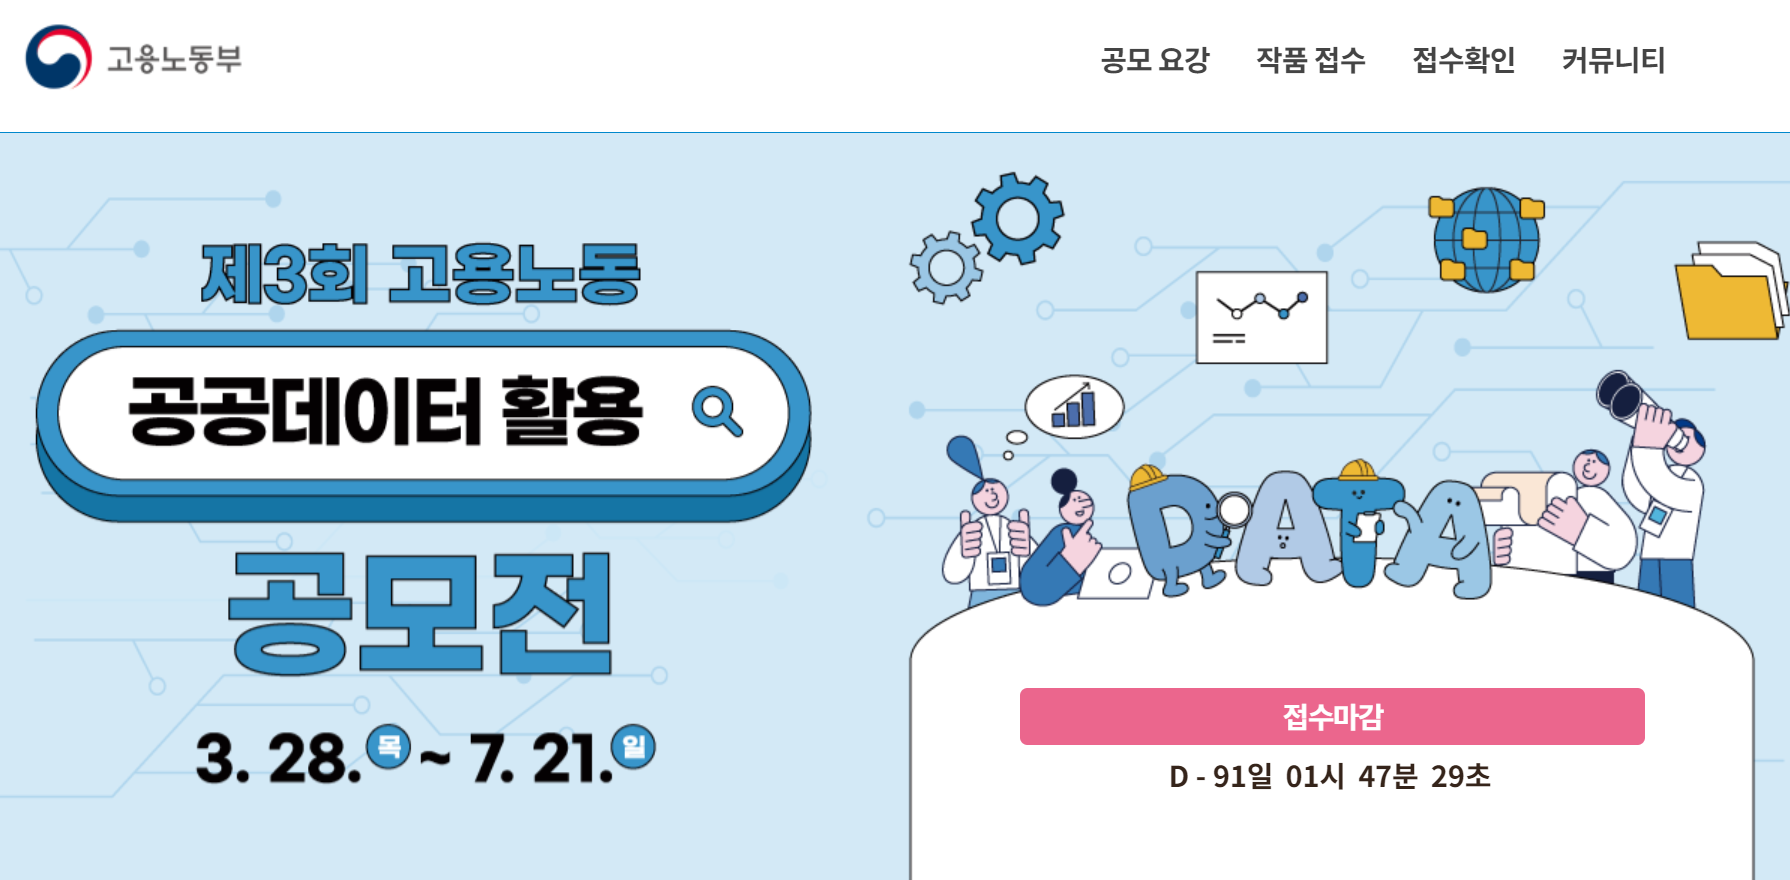 고용노동부
공모 요강 작품 접수 접수확인 커뮤니티
제3회 고용노동
공공데이터 활용
공모전
3. 28. 목 ~ 7. 21. 일
DATA
접수마감
D - 91일 01시 47분 29초